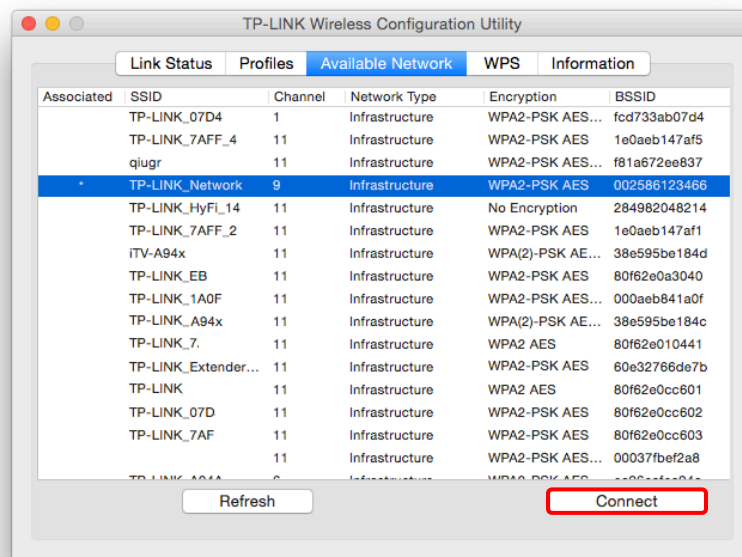 TP-LINK Wireless Configuration Utility
Link Status Profiles Available Network WPS Information
Associated SSID Channel Network Type Encryption BSSID
TP-LINK_07D4 1 Infrastructure WPA2-PSK AES... fcd733ab07d4
TP-LINK_7AFF_4 11 Infrastructure WPA2-PSK AES... 1e0aeb147af5
qiugr 11 Infrastructure WPA2-PSK AES... f81a672ee837
* TP-LINK_Network 9 Infrastructure WPA2-PSK AES 002586123466
TP-LINK_HyFi_14 11 Infrastructure No Encryption 284982048214
TP-LINK_7AFF_2 11 Infrastructure WPA2-PSK AES 1e0aeb147af1
iTV-A94x 11 Infrastructure WPA(2)-PSK AE... 38e595be184d
TP-LINK_EB 11 Infrastructure WPA2-PSK AES 80f62e0a3040
TP-LINK_1A0F 11 Infrastructure WPA2-PSK AES... 000aeb841a0f
TP-LINK_A94x 11 Infrastructure WPA(2)-PSK AE... 38e595be184c
TP-LINK_7. 11 Infrastructure WPA2 AES 80f62e010441
TP-LINK_Extender... 11 Infrastructure WPA2-PSK AES 60e32766de7b
TP-LINK 11 Infrastructure WPA2 AES 80f62e0cc601
TP-LINK_07D 11 Infrastructure WPA2-PSK AES 80f62e0cc602
TP-LINK_7AF 11 Infrastructure WPA2-PSK AES 80f62e0cc603
11 Infrastructure WPA2-PSK AES... 00037fbef2a8
Refresh Connect